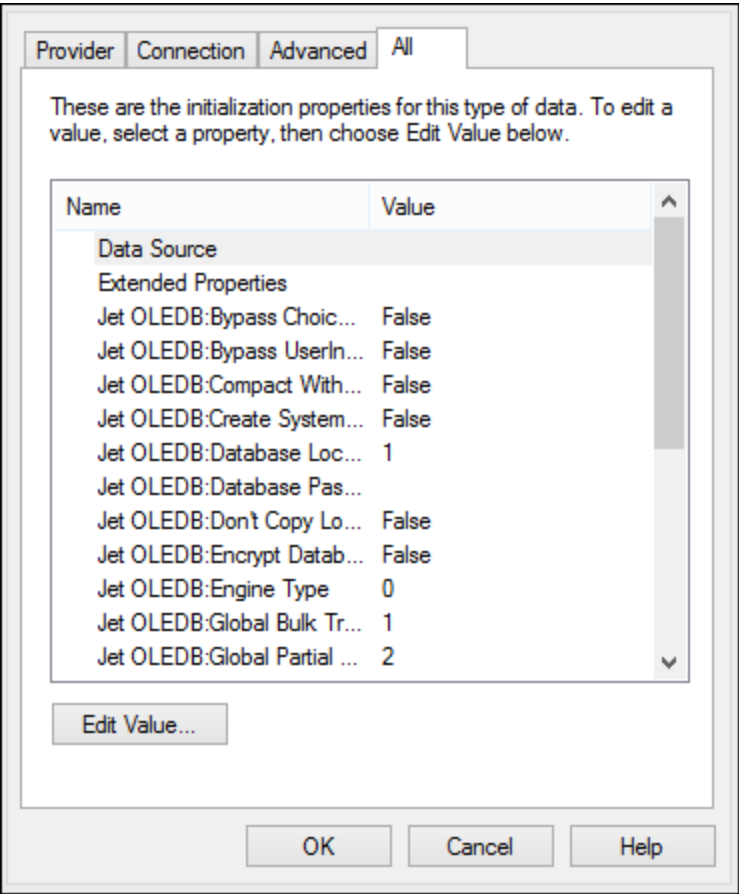 Provider Connection Advanced All
These are the initialization properties for this type of data. To edit a
value, select a property, then choose Edit Value below.
Name Value
Data Source
Extended Properties
Jet OLEDB:Bypass Choic... False
Jet OLEDB:Bypass UserIn... False
Jet OLEDB:Compact With... False
Jet OLEDB:Create System... False
Jet OLEDB:Database Loc... 1
Jet OLEDB:Database Pas...
Jet OLEDB:Don't Copy Lo... False
Jet OLEDB:Encrypt Datab... False
Jet OLEDB:Engine Type 0
Jet OLEDB:Global Bulk Tr... 1
Jet OLEDB:Global Partial ... 2
Edit Value...
OK Cancel Help